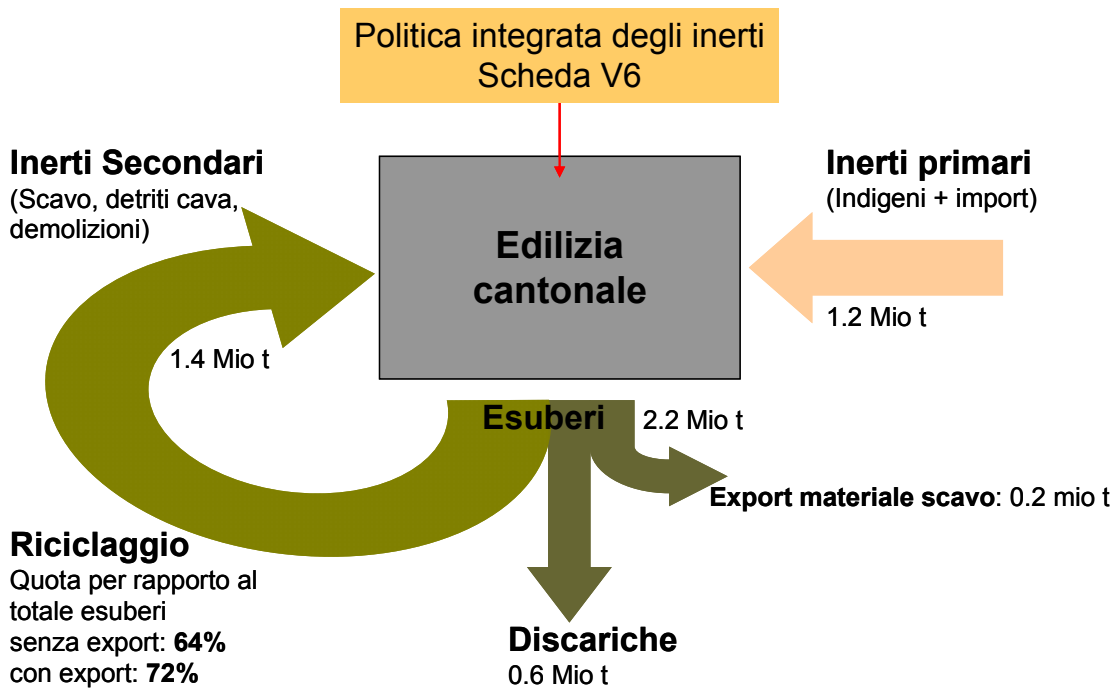 Politica integrata degli inerti
Scheda V6
Inerti Secondari
(Scavo, detriti cava,
demolizioni)
Inerti primari
(Indigeni + import)
Edilizia
cantonale
1.2 Mio t
1.4 Mio t
Esuberi
2.2 Mio t
Export materiale scavo: 0.2 mio t
Riciclaggio
Quota per rapporto al
totale esuberi
senza export: 64%
con export: 72%
Discariche
0.6 Mio t